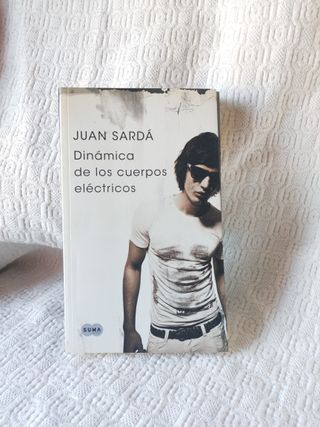 JUAN SARDÁ
Dinámica
de los cuerpos
eléctricos
SUMA